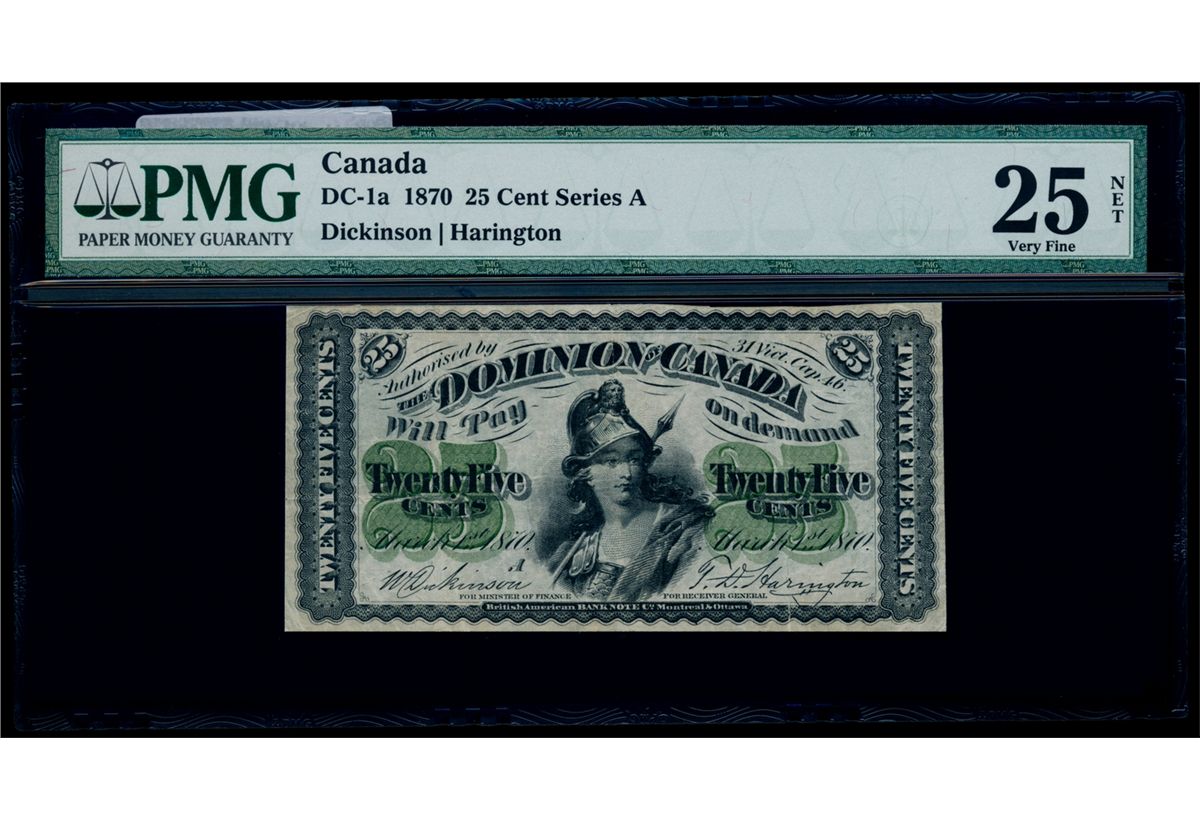 PMG
PAPER MONEY GUARANTY
Canada
DC-1a 1870 25 Cent Series A
Dickinson | Harington
25
Very Fine
NET
25
Authorised by
31 Vict. Cap. 46.
25
THE DOMINION OF CANADA
Will Pay
on demand
TWENTY FIVE CENTS
25
Twenty Five
CENTS
March 1st 1870.
25
Twenty Five
CENTS
March 1st 1870.
TWENTY FIVE CENTS
A
W Dickinson
T. D. Harington
FOR MINISTER OF FINANCE
FOR RECEIVER GENERAL
British American BANK NOTE Co. Montreal & Ottawa